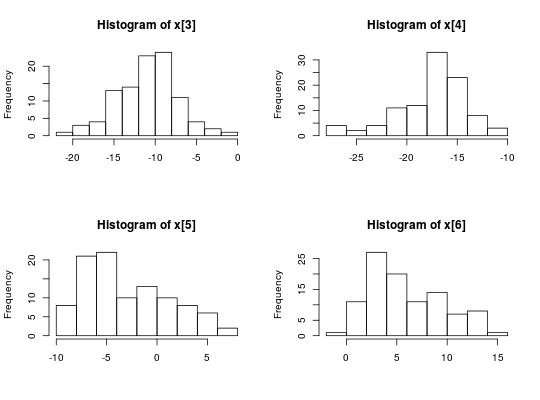 Histogram of x[3]
Frequency
0 5 10 20
-20 -15 -10 -5 0
Histogram of x[4]
Frequency
0 10 20 30
-25 -20 -15 -10
Histogram of x[5]
Frequency
0 5 10 20
-10 -5 0 5
Histogram of x[6]
Frequency
0 5 15 25
0 5 10 15